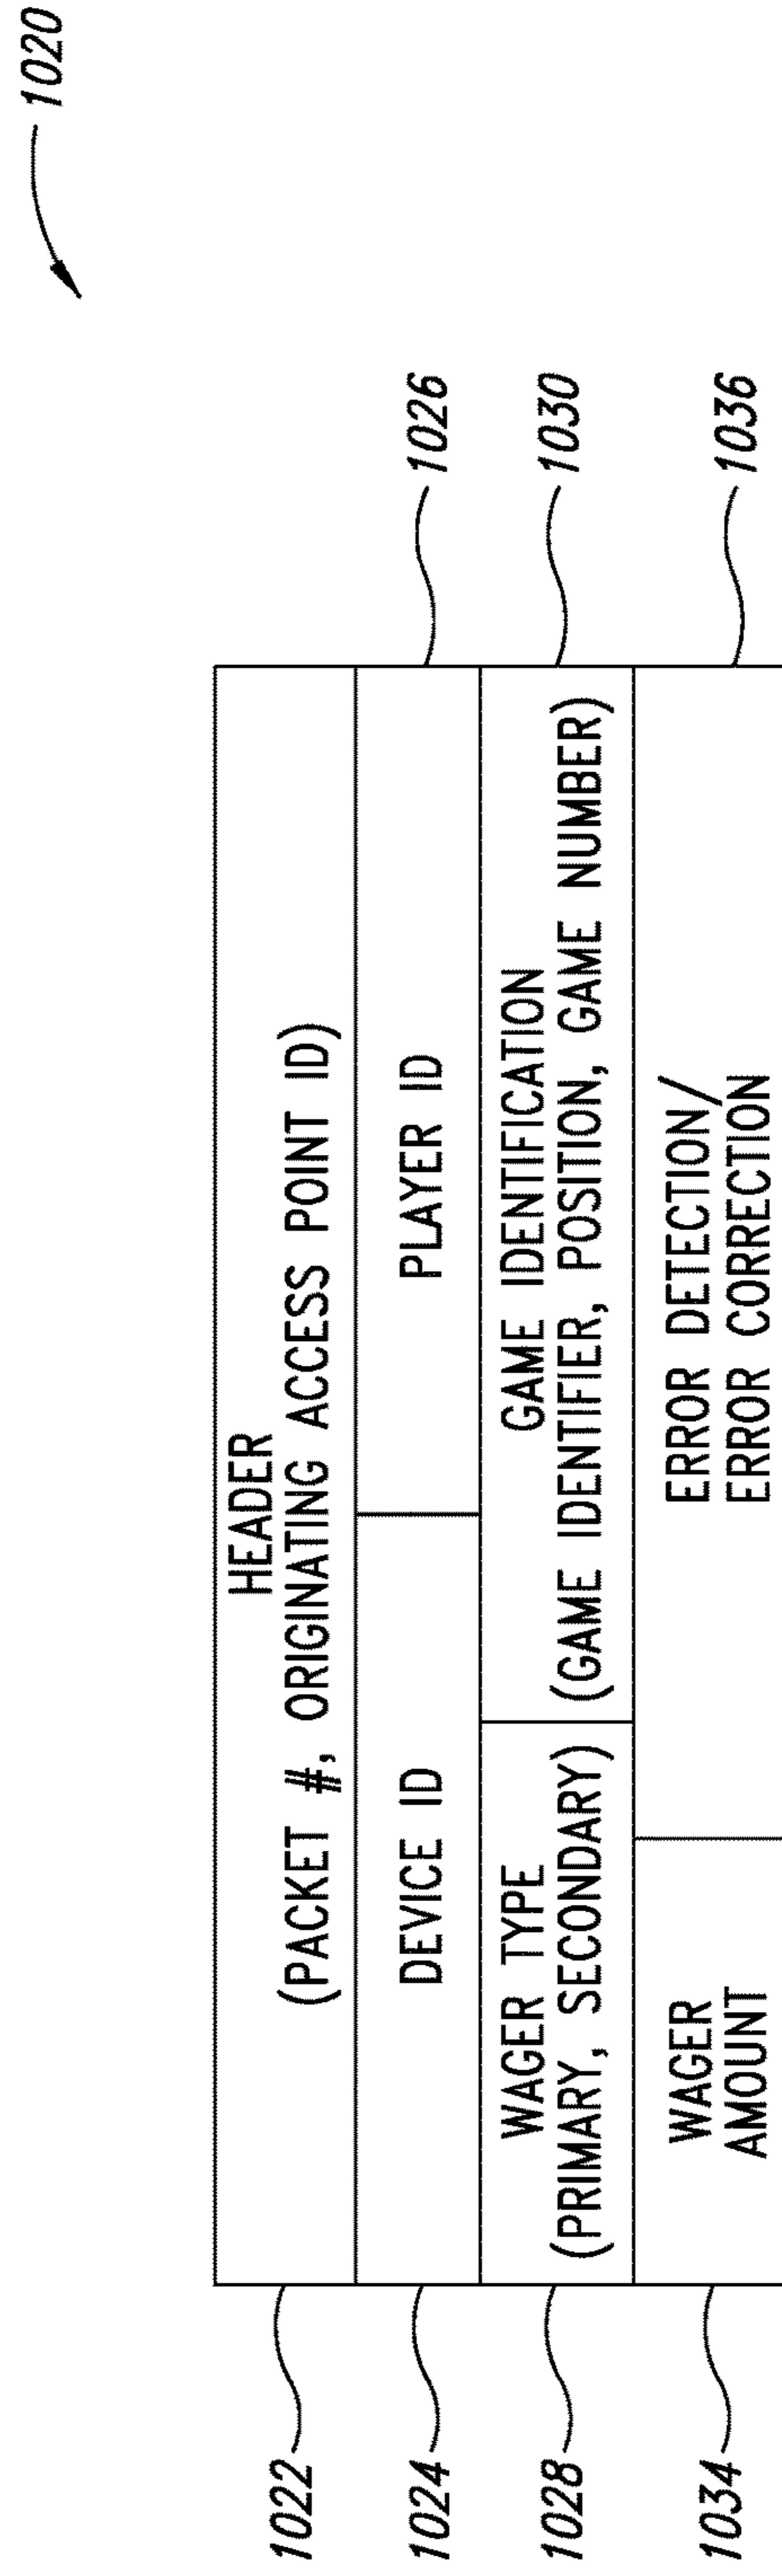 1020
1022
HEADER
(PACKET #, ORIGINATING ACCESS POINT ID)
1024
DEVICE ID
PLAYER ID
1026
1028
WAGER TYPE
(PRIMARY, SECONDARY)
GAME IDENTIFICATION
(GAME IDENTIFIER, POSITION, GAME NUMBER)
1030
1034
WAGER
AMOUNT
ERROR DETECTION/
ERROR CORRECTION
1036